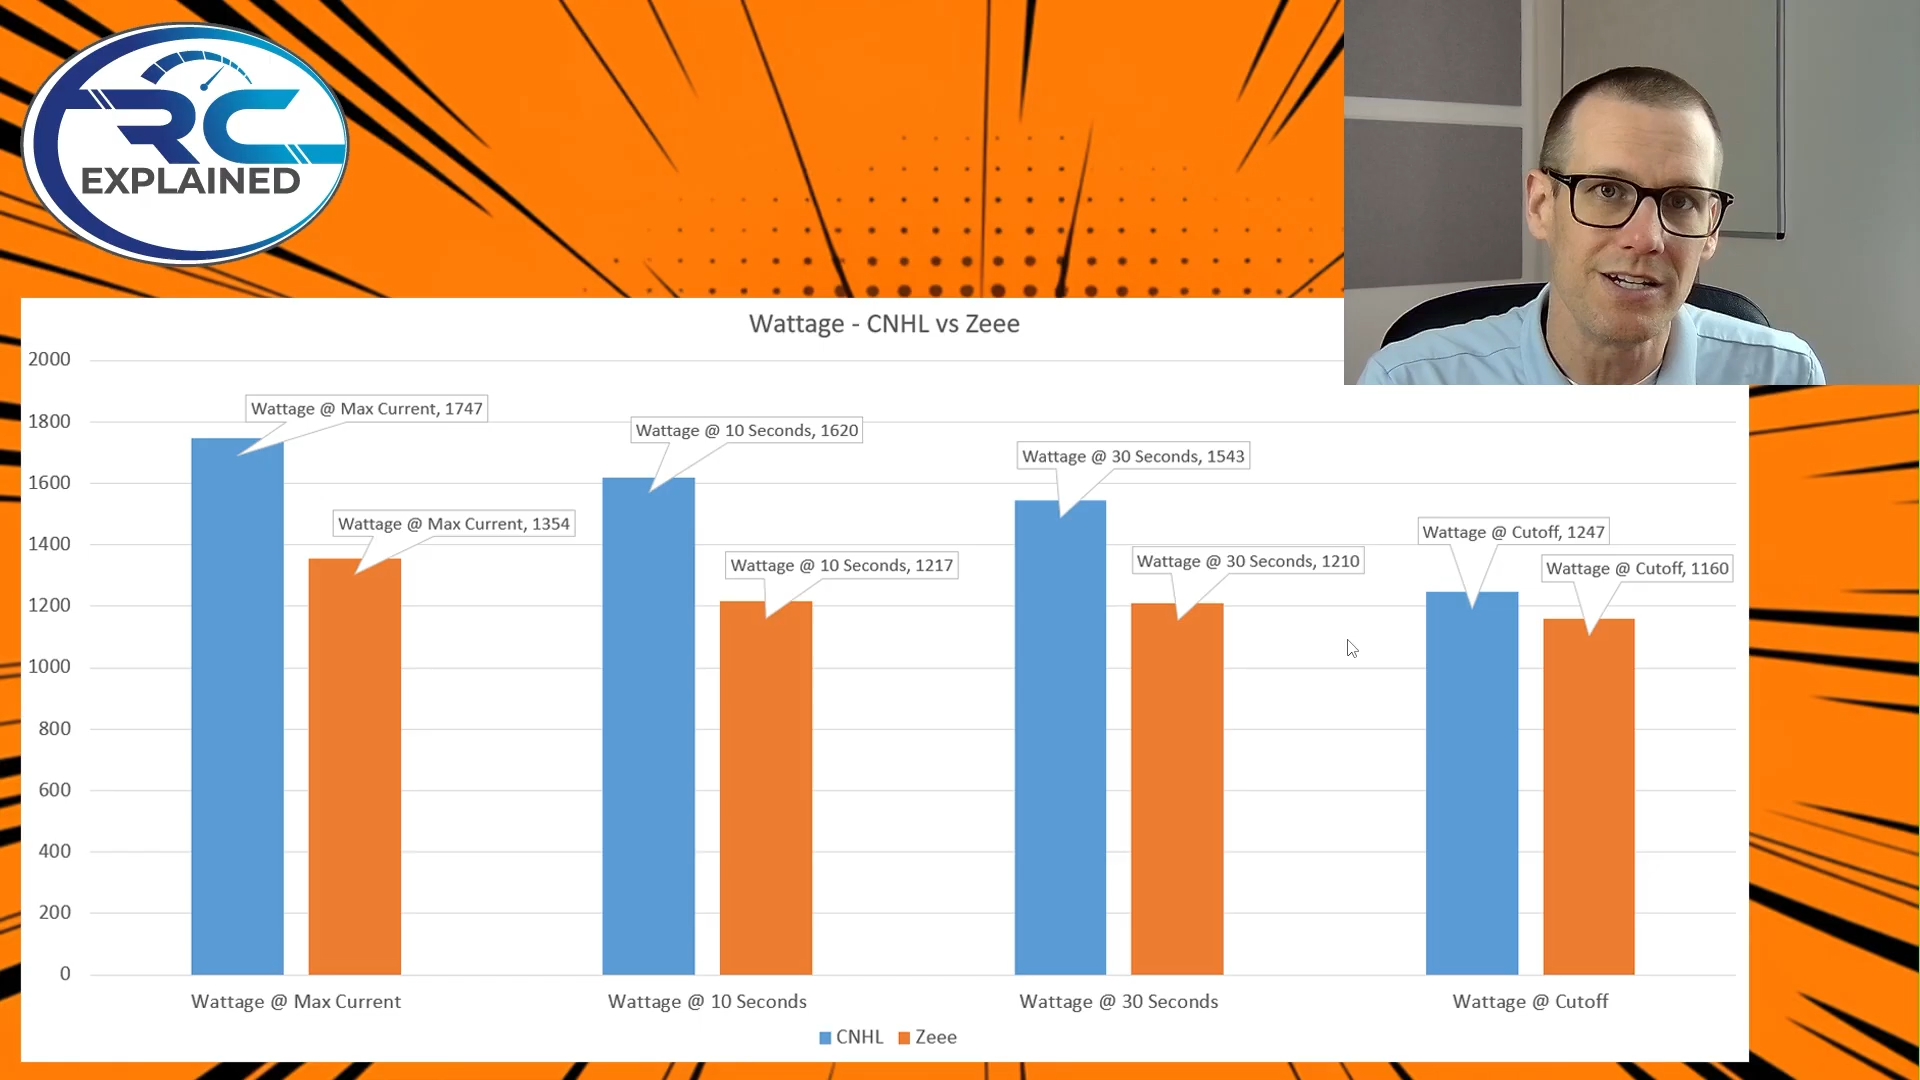 RC
EXPLAINED
Wattage - CNHL vs Zeee
2000
1800
1600
1400
1200
1000
800
600
400
200
0
Wattage @ Max Current, 1747
Wattage @ Max Current, 1354
Wattage @ 10 Seconds, 1620
Wattage @ 10 Seconds, 1217
Wattage @ 30 Seconds, 1543
Wattage @ 30 Seconds, 1210
Wattage @ Cutoff, 1247
Wattage @ Cutoff, 1160
Wattage @ Max Current
Wattage @ 10 Seconds
Wattage @ 30 Seconds
Wattage @ Cutoff
CNHL
Zeee